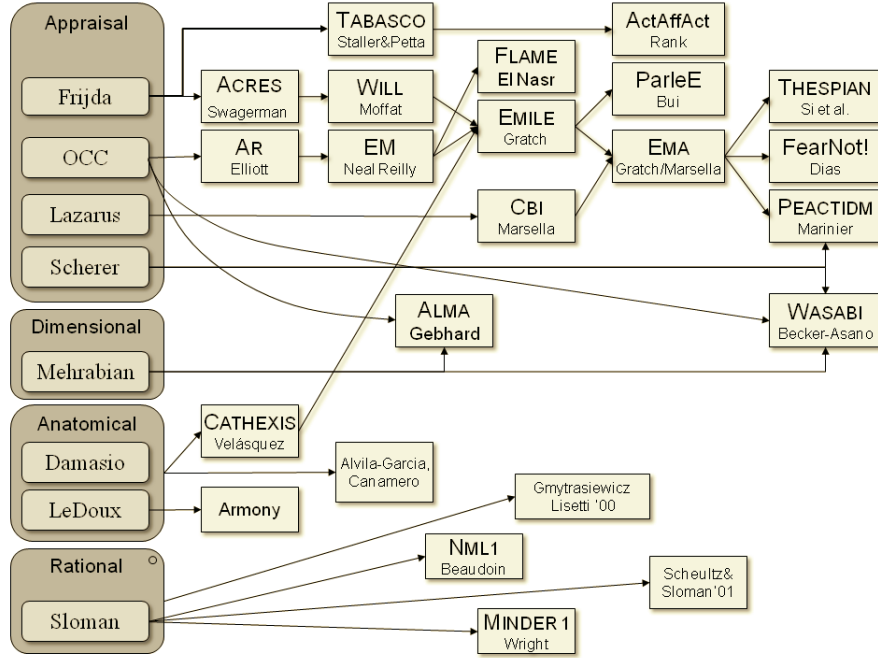 Appraisal
Frijda
OCC
Lazarus
Scherer
Dimensional
Mehrabian
Anatomical
Damasio
LeDoux
Rational
Sloman
TABASCO
Staller&Petta
ActAffAct
Rank
ACRES
Swagerman
WILL
Moffat
FLAME
El Nasr
ParleE
Bui
THESPIAN
Si et al.
AR
Elliott
EM
Neal Reilly
EMILE
Gratch
EMA
Gratch/Marsella
FearNot!
Dias
CBI
Marsella
PEACTIDM
Marinier
ALMA
Gebhard
WASABI
Becker-Asano
CATHEXIS
Velásquez
Alvila-Garcia,
Canamero
Armony
Gmytrasiewicz
Lisetti '00
NML1
Beaudoin
Scheultz&
Sloman'01
MINDER 1
Wright